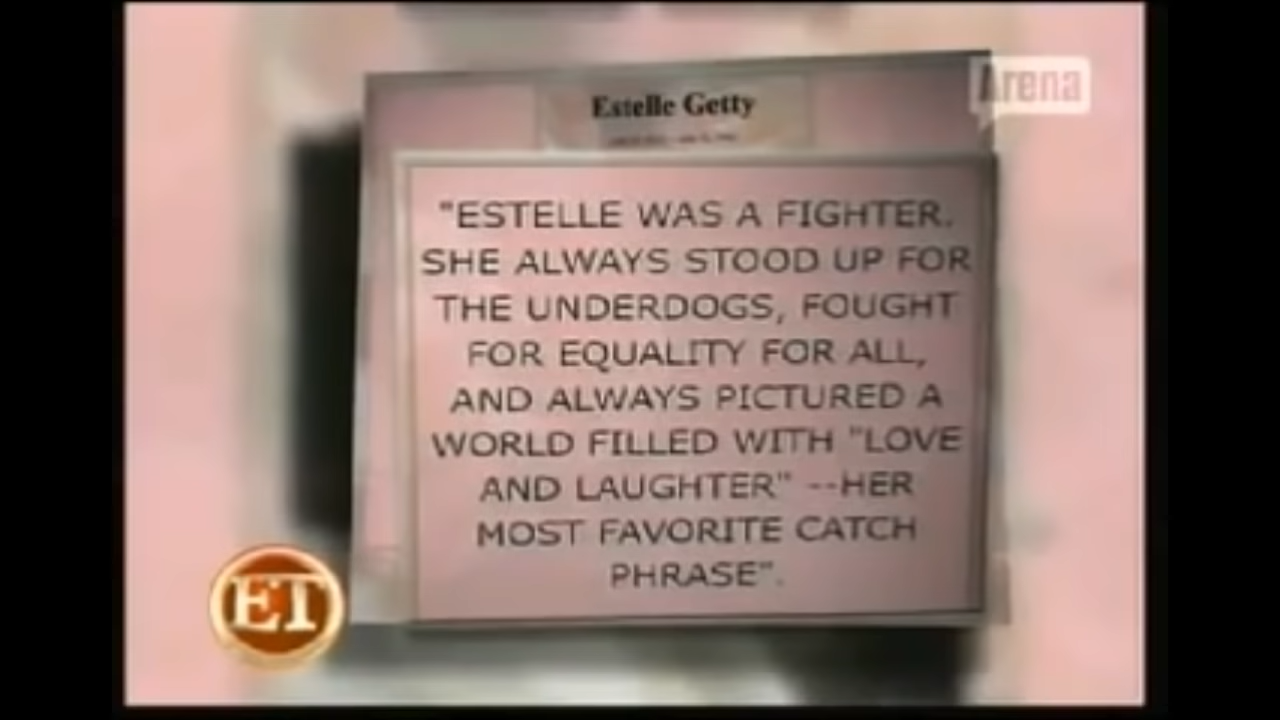 Arena
Estelle Getty
"ESTELLE WAS A FIGHTER.
SHE ALWAYS STOOD UP FOR
THE UNDERDOGS, FOUGHT
FOR EQUALITY FOR ALL,
AND ALWAYS PICTURED A
WORLD FILLED WITH "LOVE
AND LAUGHTER" --HER
MOST FAVORITE CATCH
PHRASE".
ET